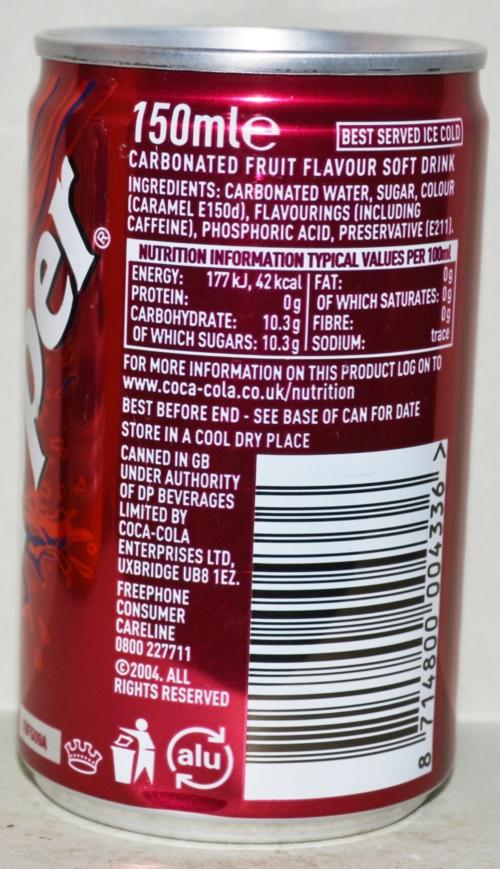 150mle
BEST SERVED ICE COLD
CARBONATED FRUIT FLAVOUR SOFT DRINK
INGREDIENTS: CARBONATED WATER, SUGAR, COLOUR
(CARAMEL E150d), FLAVOURINGS (INCLUDING
CAFFEINE), PHOSPHORIC ACID, PRESERVATIVE (E211).
NUTRITION INFORMATION TYPICAL VALUES PER 100ml
ENERGY: 177 kJ, 42 kcal
PROTEIN: 0g
CARBOHYDRATE: 10.3g
OF WHICH SUGARS: 10.3g
FAT: 0g
OF WHICH SATURATES: 0g
FIBRE: 0g
SODIUM: trace
FOR MORE INFORMATION ON THIS PRODUCT LOG ON TO
www.coca-cola.co.uk/nutrition
BEST BEFORE END - SEE BASE OF CAN FOR DATE
STORE IN A COOL DRY PLACE
CANNED IN GB
UNDER AUTHORITY
OF DP BEVERAGES
LIMITED BY
COCA-COLA
ENTERPRISES LTD,
UXBRIDGE UB8 1EZ.
FREEPHONE
CONSUMER
CARELINE
0800 227711
©2004. ALL
RIGHTS RESERVED
alu
8 714800 004336 >
per®